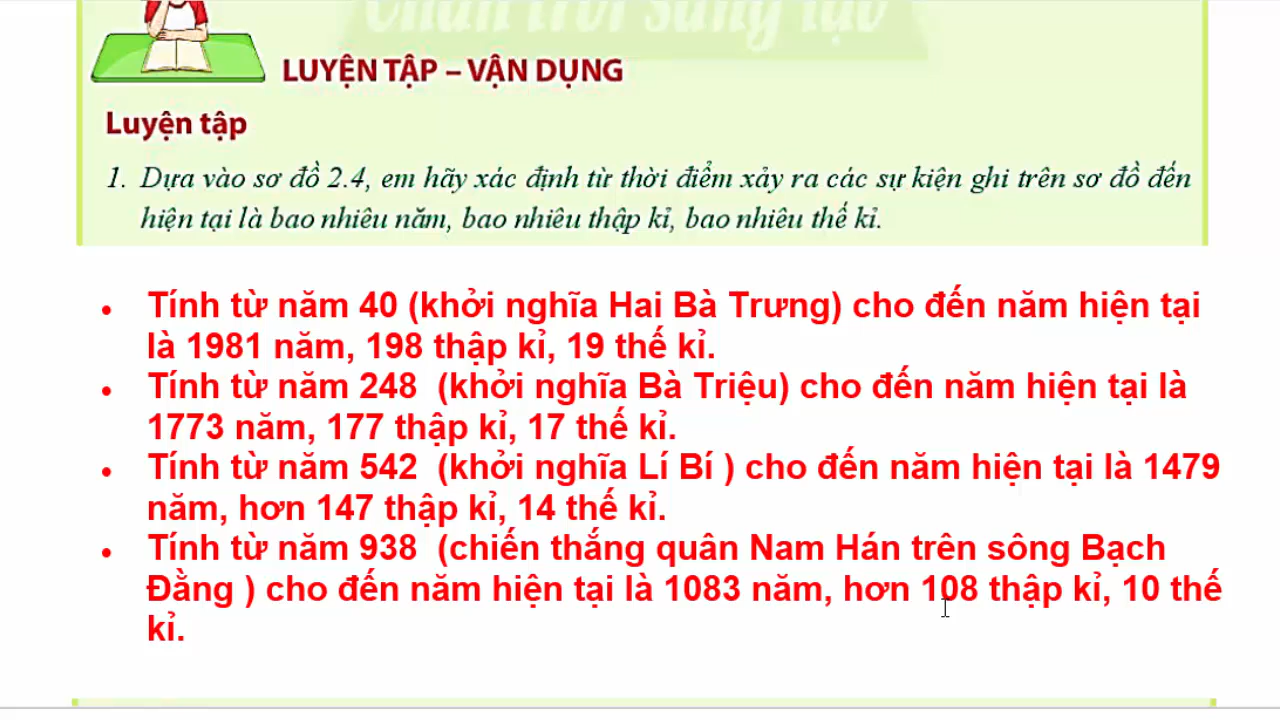 Chân trời sáng tạo
LUYỆN TẬP – VẬN DỤNG
Luyện tập
1. Dựa vào sơ đồ 2.4, em hãy xác định từ thời điểm xảy ra các sự kiện ghi trên sơ đồ đến
hiện tại là bao nhiêu năm, bao nhiêu thập kỉ, bao nhiêu thế kỉ.
• Tính từ năm 40 (khởi nghĩa Hai Bà Trưng) cho đến năm hiện tại
là 1981 năm, 198 thập kỉ, 19 thế kỉ.
• Tính từ năm 248 (khởi nghĩa Bà Triệu) cho đến năm hiện tại là
1773 năm, 177 thập kỉ, 17 thế kỉ.
• Tính từ năm 542 (khởi nghĩa Lí Bí ) cho đến năm hiện tại là 1479
năm, hơn 147 thập kỉ, 14 thế kỉ.
• Tính từ năm 938 (chiến thắng quân Nam Hán trên sông Bạch
Đằng ) cho đến năm hiện tại là 1083 năm, hơn 108 thập kỉ, 10 thế
kỉ.